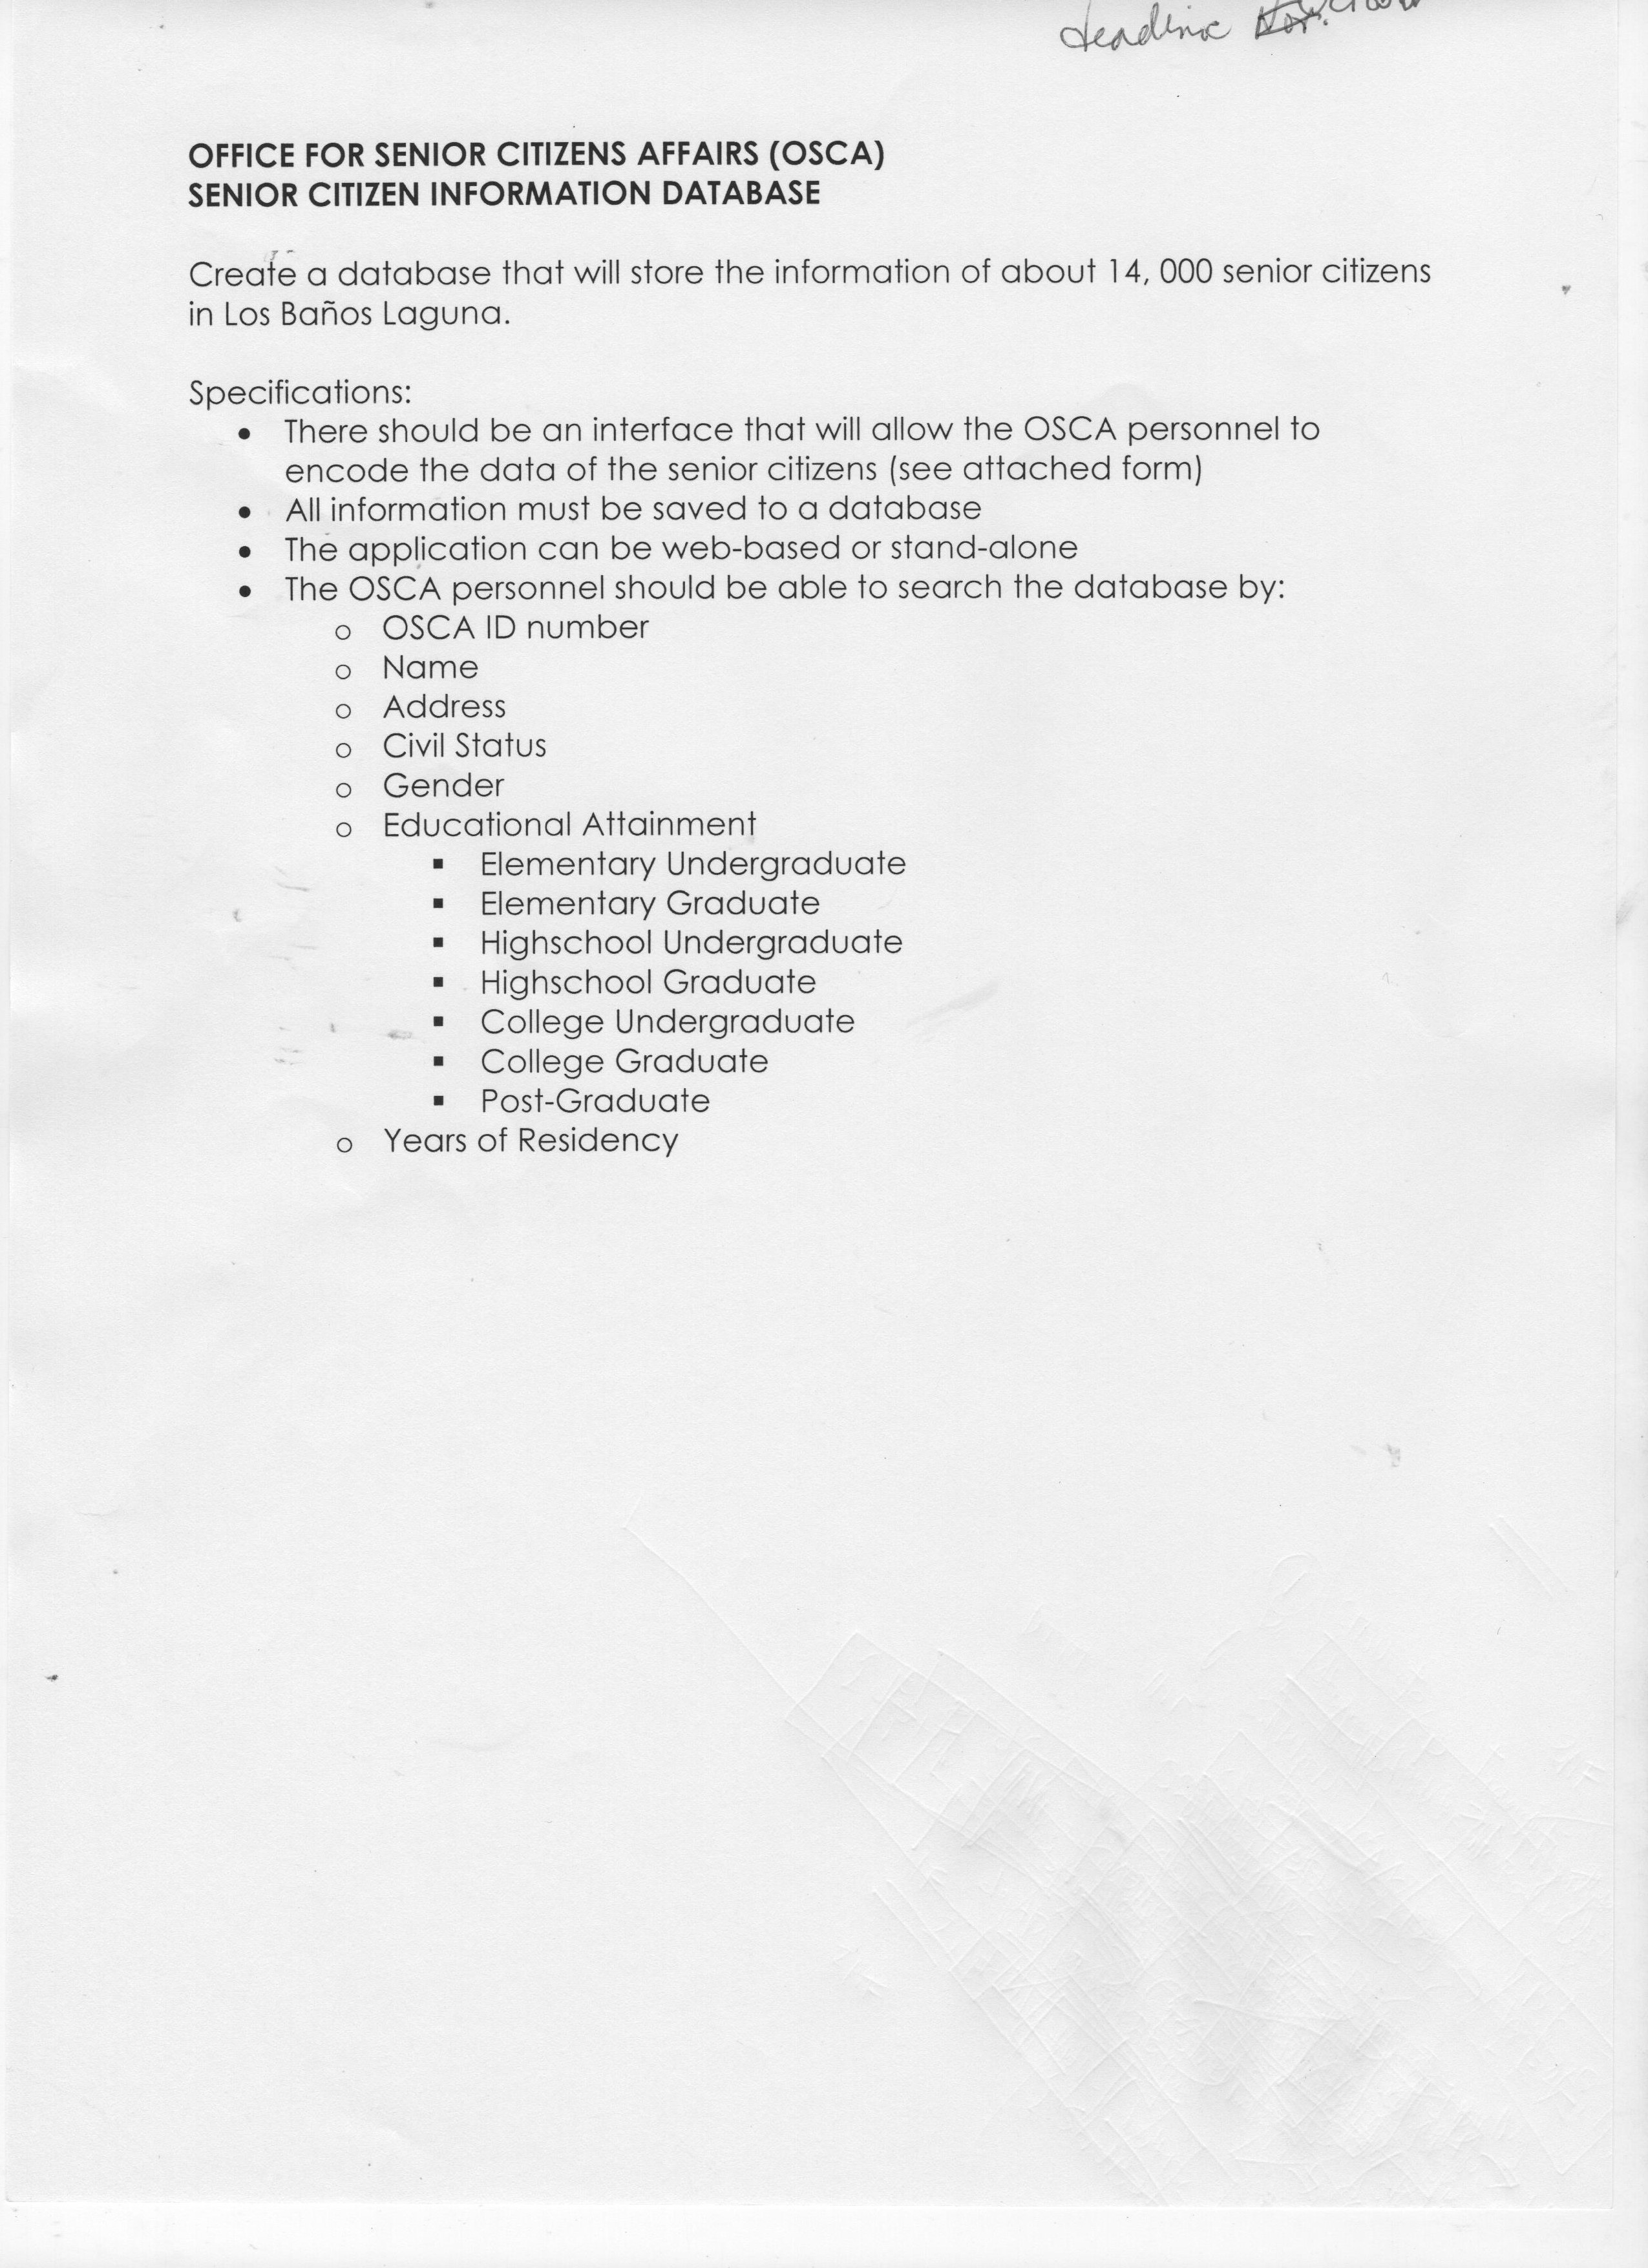 deadline Nov.
OFFICE FOR SENIOR CITIZENS AFFAIRS (OSCA)
SENIOR CITIZEN INFORMATION DATABASE
Create a database that will store the information of about 14, 000 senior citizens
in Los Baños Laguna.
Specifications:
• There should be an interface that will allow the OSCA personnel to
encode the data of the senior citizens (see attached form)
• All information must be saved to a database
• The application can be web-based or stand-alone
• The OSCA personnel should be able to search the database by:
o OSCA ID number
o Name
o Address
o Civil Status
o Gender
o Educational Attainment
▪ Elementary Undergraduate
▪ Elementary Graduate
▪ Highschool Undergraduate
▪ Highschool Graduate
▪ College Undergraduate
▪ College Graduate
▪ Post-Graduate
o Years of Residency